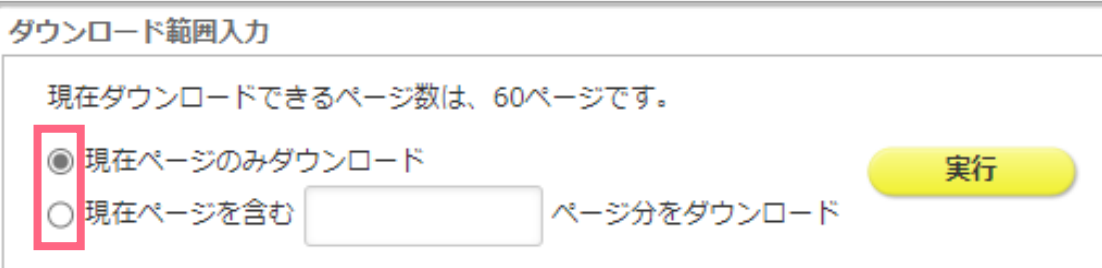 ダウンロード範囲入力
現在ダウンロードできるページ数は、60ページです。
現在ページのみダウンロード
実行
現在ページを含む ページ分をダウンロード